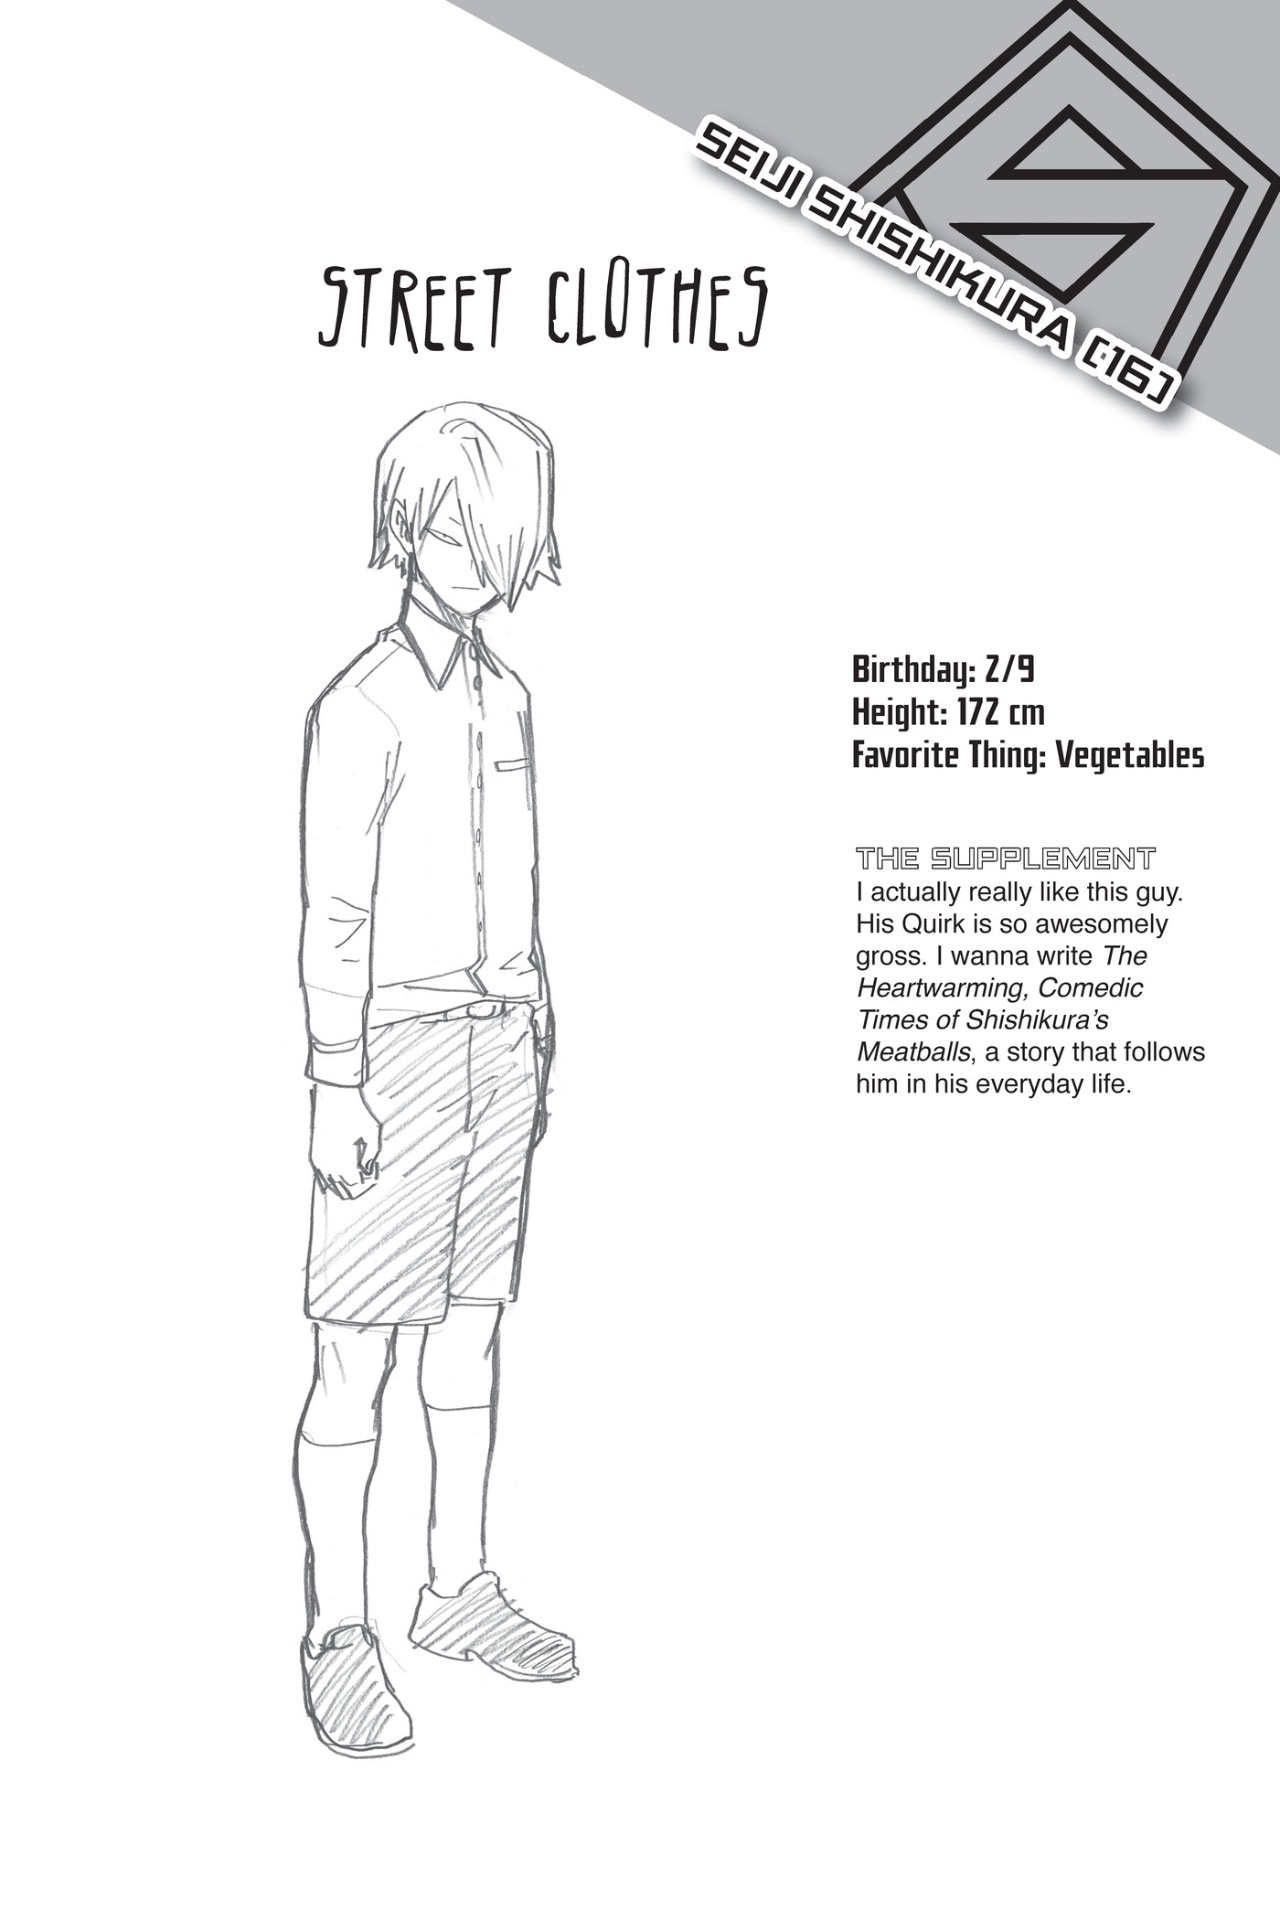 SEIJI SHISHIKURA (16)
STREET CLOTHES
Birthday: 2/9
Height: 172 cm
Favorite Thing: Vegetables
THE SUPPLEMENT
I actually really like this guy.
His Quirk is so awesomely
gross. I wanna write The
Heartwarming, Comedic
Times of Shishikura’s
Meatballs, a story that follows
him in his everyday life.